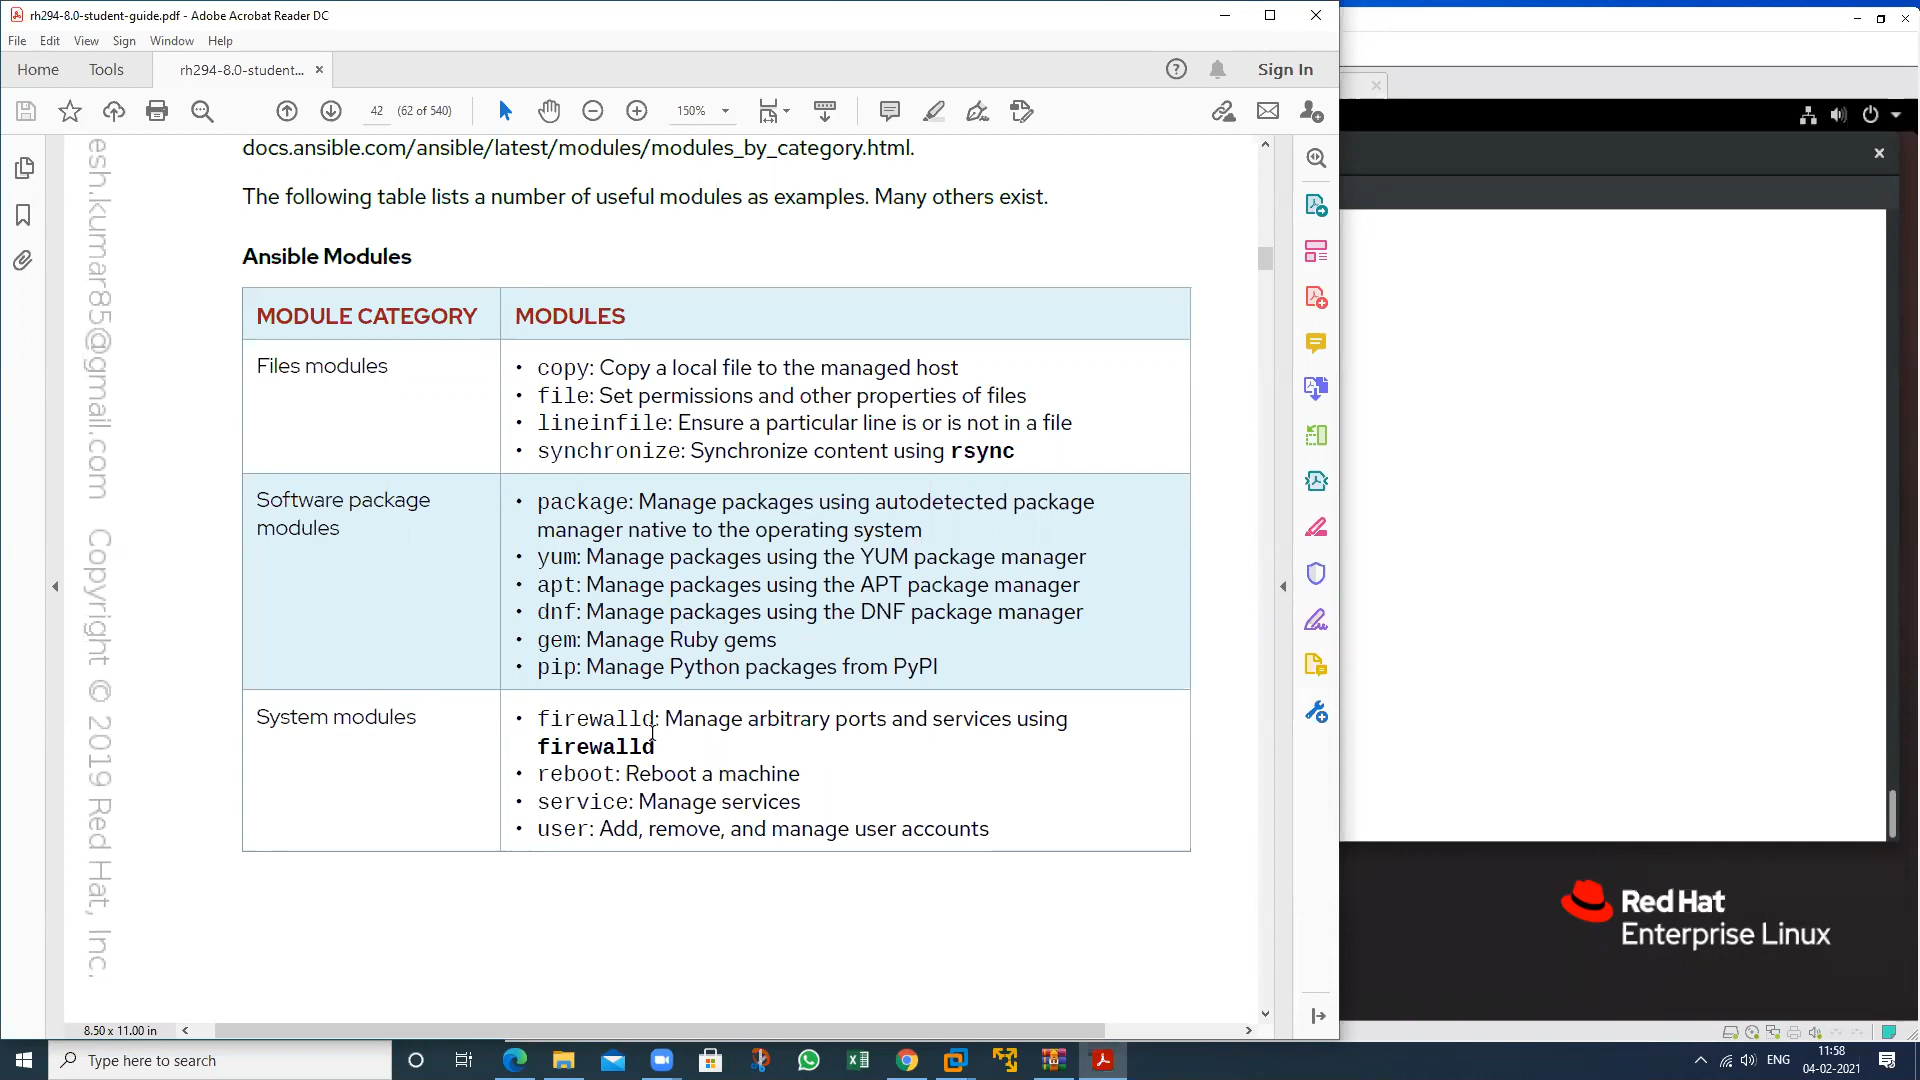 rh294-8.0-student-guide.pdf - Adobe Acrobat Reader DC
File Edit View Sign Window Help
Home Tools rh294-8.0-student... × Sign In
42 (62 of 540) 150%
docs.ansible.com/ansible/latest/modules/modules_by_category.html.
The following table lists a number of useful modules as examples. Many others exist.
Ansible Modules
MODULE CATEGORY MODULES
Files modules
• copy: Copy a local file to the managed host
• file: Set permissions and other properties of files
• lineinfile: Ensure a particular line is or is not in a file
• synchronize: Synchronize content using rsync
Software package
modules
• package: Manage packages using autodetected package
manager native to the operating system
• yum: Manage packages using the YUM package manager
• apt: Manage packages using the APT package manager
• dnf: Manage packages using the DNF package manager
• gem: Manage Ruby gems
• pip: Manage Python packages from PyPI
System modules
• firewalld: Manage arbitrary ports and services using
firewalld
• reboot: Reboot a machine
• service: Manage services
• user: Add, remove, and manage user accounts
esh.kumar85@gmail.com Copyright © 2019 Red Hat, Inc.
8.50 x 11.00 in
Red Hat
Enterprise Linux
Type here to search
ENG
11:58
04-02-2021